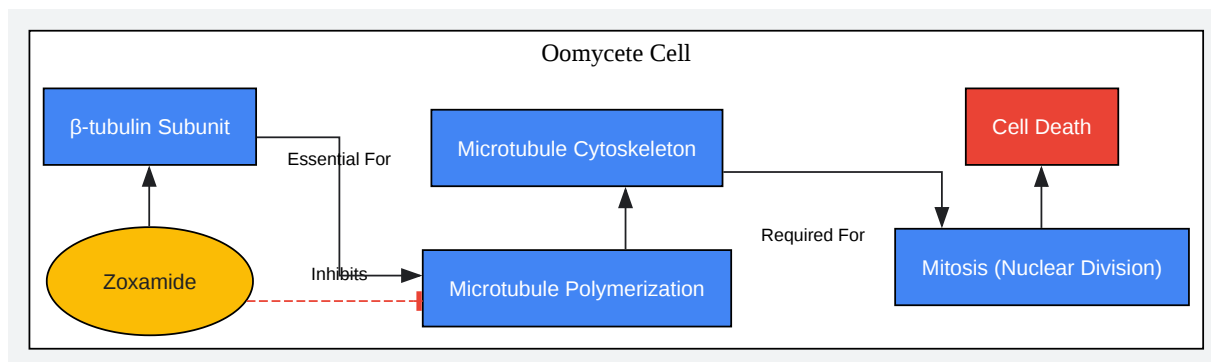 Oomycete Cell
β-tubulin Subunit
Essential For
Microtubule Cytoskeleton
Cell Death
Zoxamide
Inhibits
Microtubule Polymerization
Required For
Mitosis (Nuclear Division)